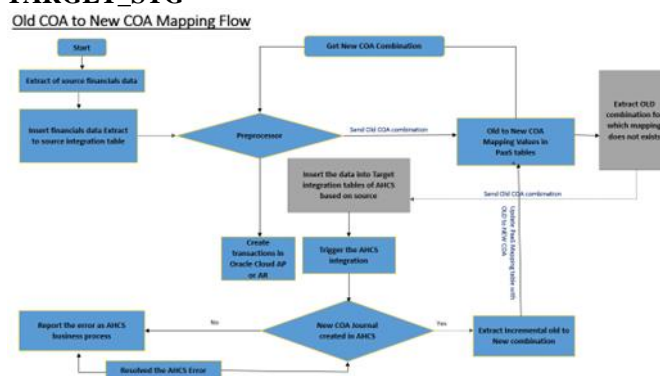 TARGET_STG
Old COA to New COA Mapping Flow
Start
Get New COA Combination
Extract of source financials data
Insert financials data Extract
to source integration table
Preprocessor
Send Old COA combination
Old to New COA
Mapping Values in
PaaS tables
Extract OLD
combination for
which mapping
does not exists
Insert the data into Target
integration tables of AHCS
based on source
Send Old COA combination
Update PaaS Mapping table with
OLD to NEW COA
Create
transactions in
Oracle Cloud AP
or AR
Trigger the AHCS
integration
Report the error as AHCS
business process
No
New COA Journal
created in AHCS
Yes
Extract Incremental old to
New combination
Resolved the AHCS Error